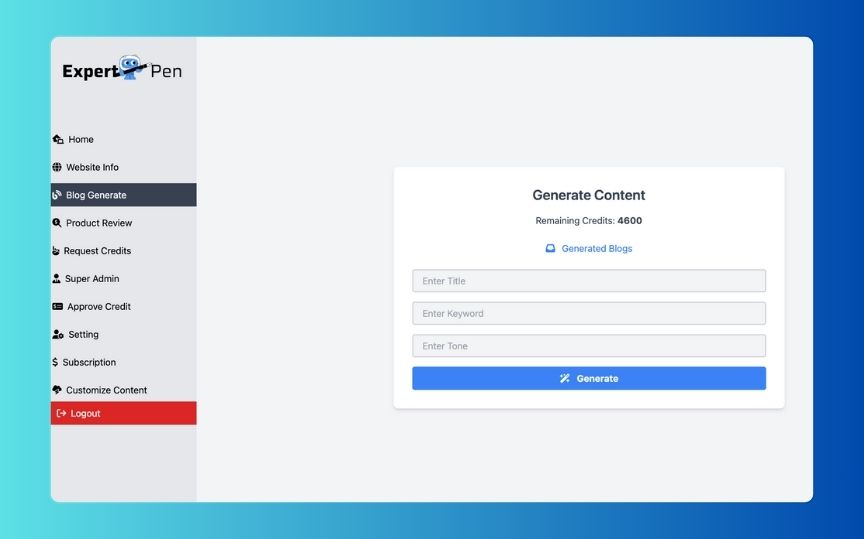 Expert Pen
Home
Website Info
Blog Generate
Product Review
Request Credits
Super Admin
Approve Credit
Setting
Subscription
Customize Content
Logout
Generate Content
Remaining Credits: 4600
Generated Blogs
Enter Title
Enter Keyword
Enter Tone
Generate